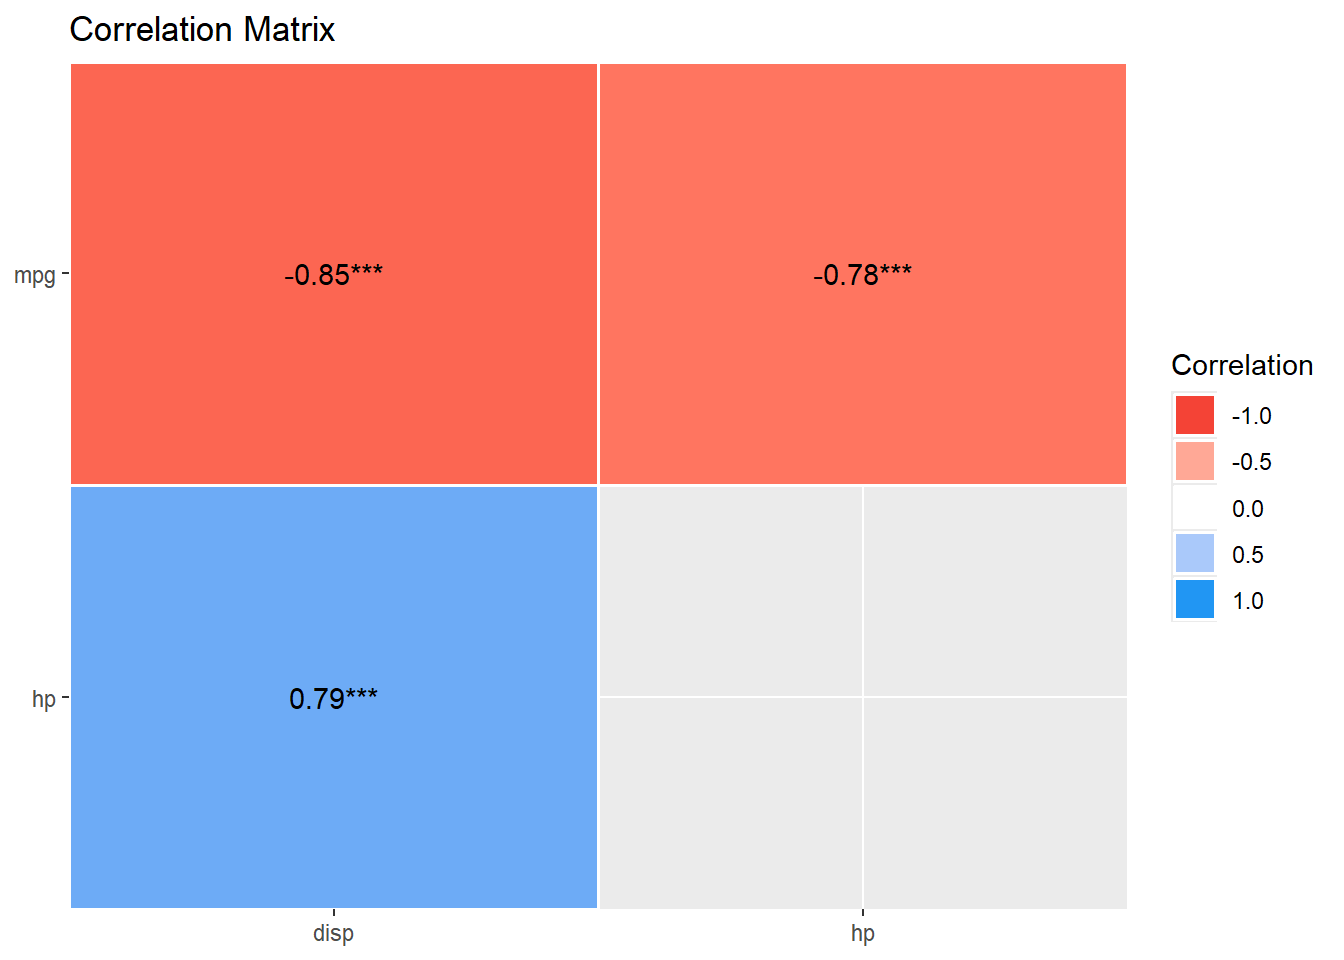 Correlation Matrix
mpg
-0.85***
-0.78***
hp
0.79***
disp
hp
Correlation
-1.0
-0.5
0.0
0.5
1.0